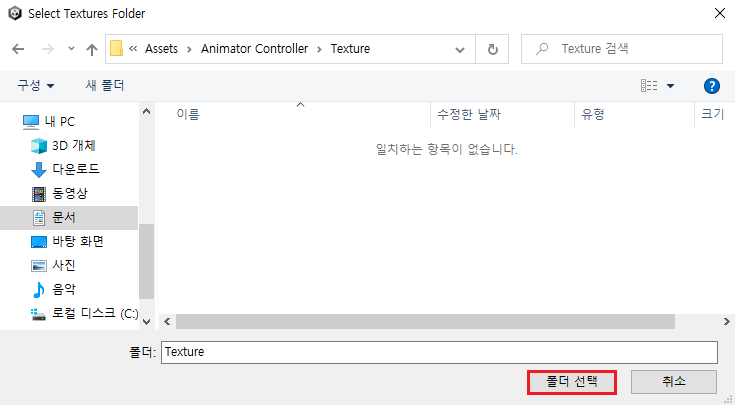 Select Textures Folder
« Assets > Animator Controller > Texture
Texture 검색
구성
새 폴더
이름
수정한 날짜
유형
크기
일치하는 항목이 없습니다.
내 PC
3D 개체
다운로드
동영상
문서
바탕 화면
사진
음악
로컬 디스크 (C:)
폴더: Texture
폴더 선택
취소